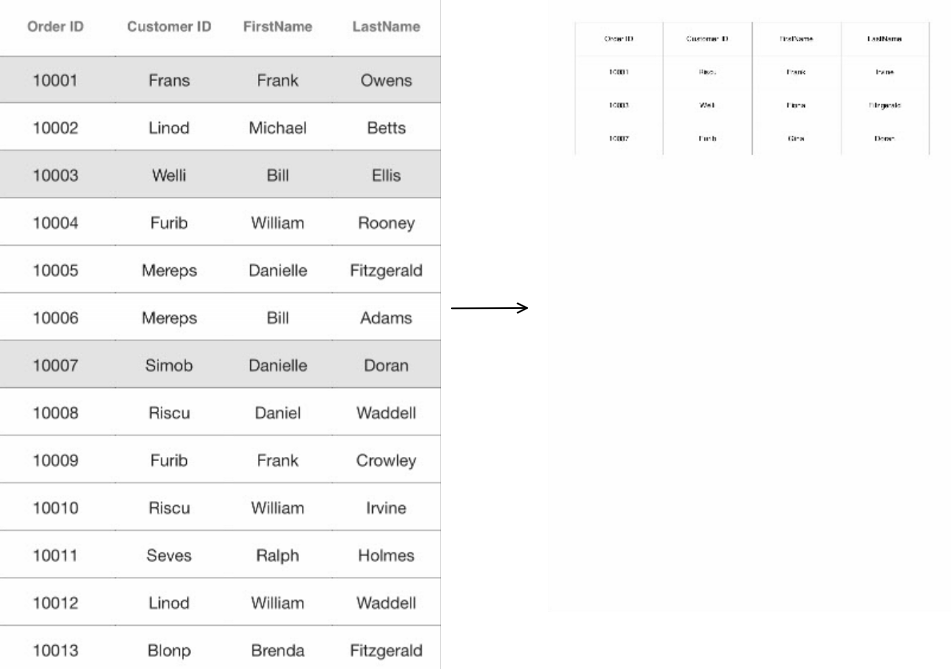 Order ID Customer ID FirstName LastName
10001 Frans Frank Owens
10002 Linod Michael Betts
10003 Welli Bill Ellis
10004 Furib William Rooney
10005 Mereps Danielle Fitzgerald
10006 Mereps Bill Adams
10007 Simob Danielle Doran
10008 Riscu Daniel Waddell
10009 Furib Frank Crowley
10010 Riscu William Irvine
10011 Seves Ralph Holmes
10012 Linod William Waddell
10013 Blonp Brenda Fitzgerald
Order ID Customer ID FirstName LastName
10001 Riscu Frank Irvine
10003 Welli Fiona Fitzgerald
10007 Furib Gina Doran